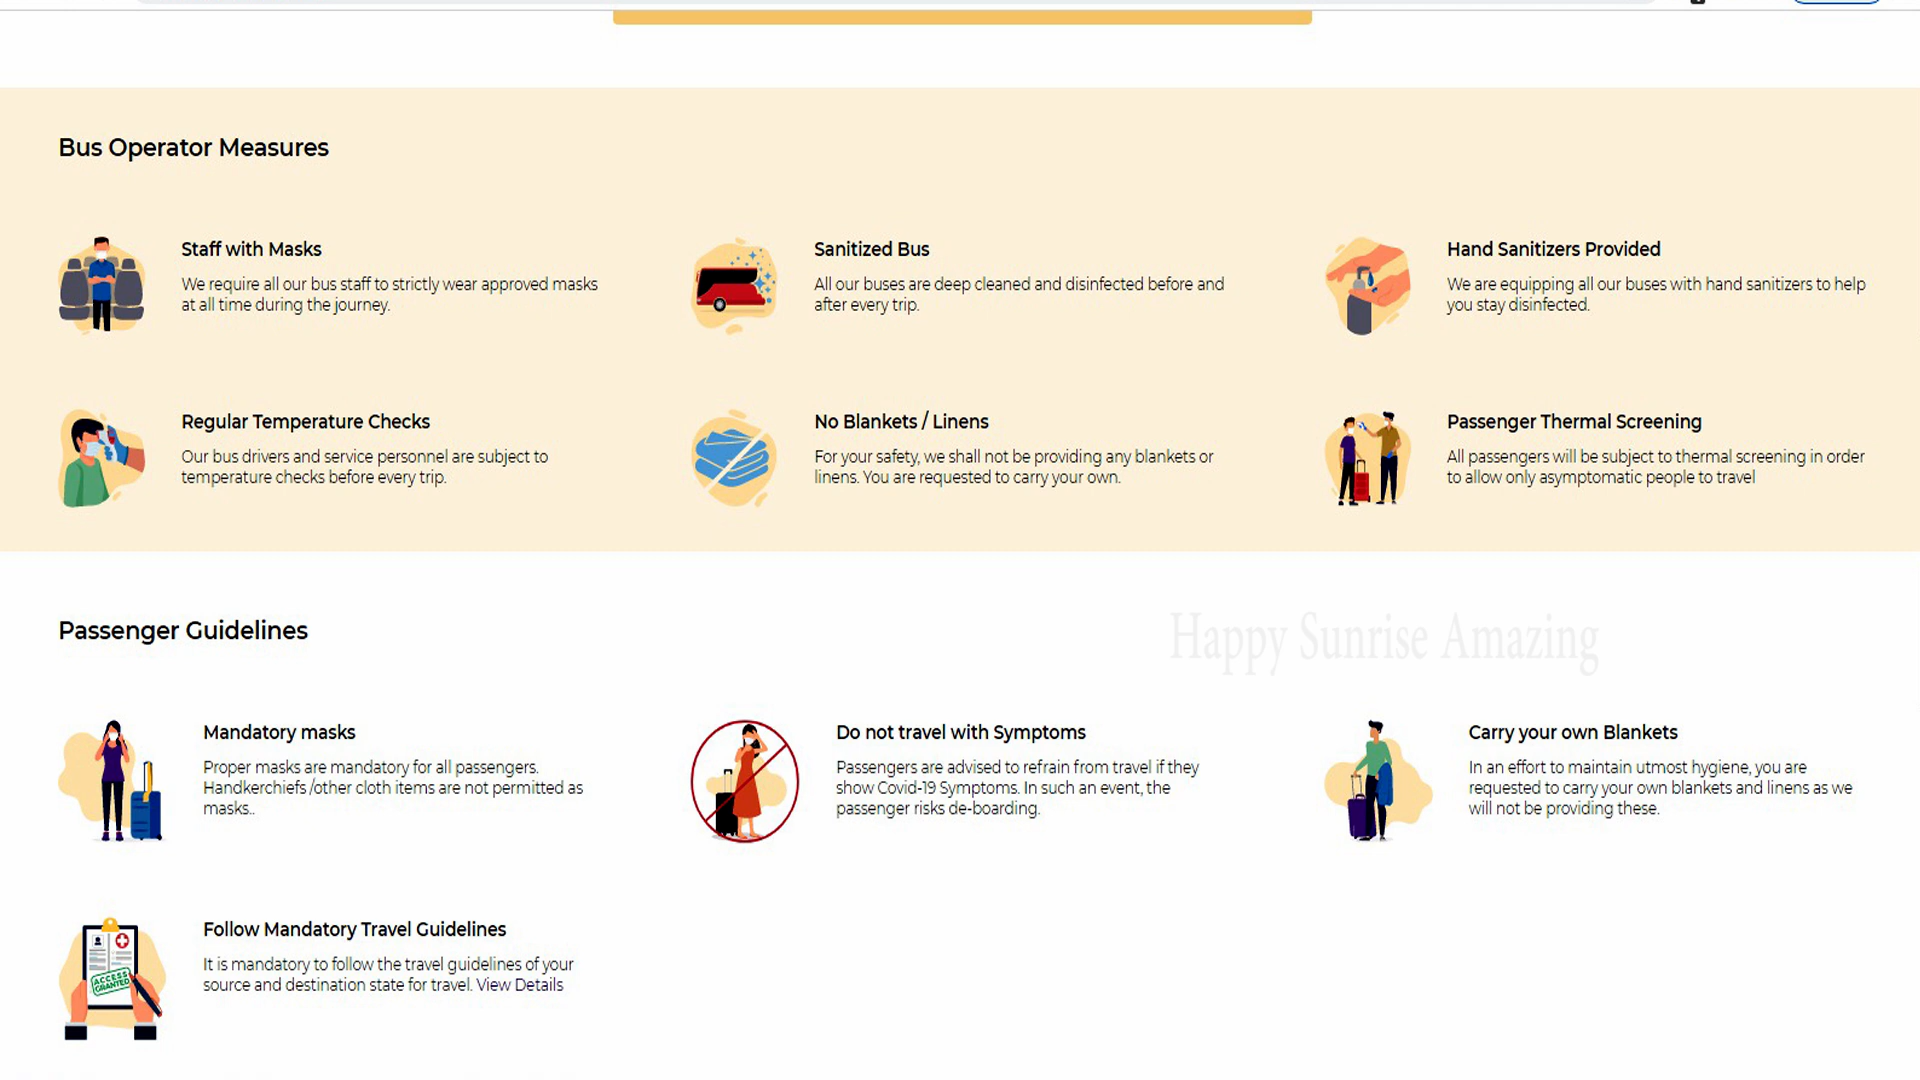 Bus Operator Measures
Staff with Masks
We require all our bus staff to strictly wear approved masks
at all time during the journey.
Sanitized Bus
All our buses are deep cleaned and disinfected before and
after every trip.
Hand Sanitizers Provided
We are equipping all our buses with hand sanitizers to help
you stay disinfected.
Regular Temperature Checks
Our bus drivers and service personnel are subject to
temperature checks before every trip.
No Blankets / Linens
For your safety, we shall not be providing any blankets or
linens. You are requested to carry your own.
Passenger Thermal Screening
All passengers will be subject to thermal screening in order
to allow only asymptomatic people to travel
Passenger Guidelines
Happy Sunrise Amazing
Mandatory masks
Proper masks are mandatory for all passengers.
Handkerchiefs /other cloth items are not permitted as
masks..
Do not travel with Symptoms
Passengers are advised to refrain from travel if they
show Covid-19 Symptoms. In such an event, the
passenger risks de-boarding.
Carry your own Blankets
In an effort to maintain utmost hygiene, you are
requested to carry your own blankets and linens as we
will not be providing these.
ACCESS
GRANTED
Follow Mandatory Travel Guidelines
It is mandatory to follow the travel guidelines of your
source and destination state for travel. View Details